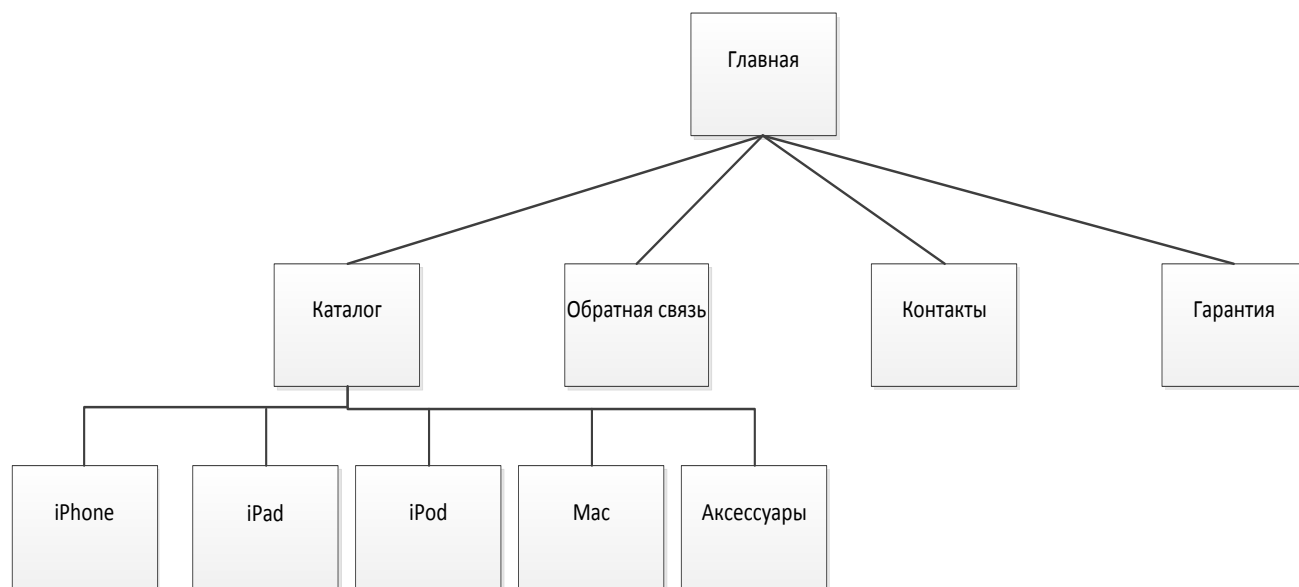 Главная
Каталог
Обратная связь
Контакты
Гарантия
iPhone
iPad
iPod
Mac
Аксессуары